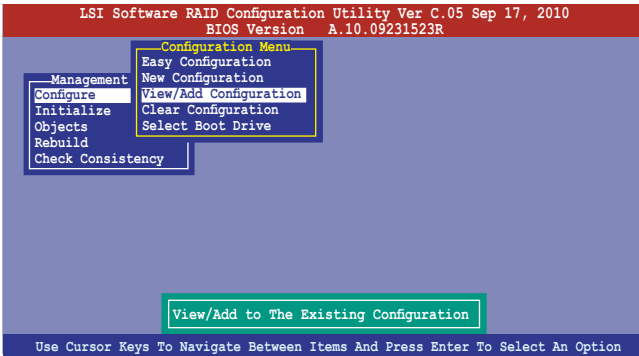 LSI Software RAID Configuration Utility Ver C.05 Sep 17, 2010
BIOS Version A.10.09231523R
Configuration Menu
Easy Configuration
New Configuration
View/Add Configuration
Clear Configuration
Select Boot Drive
Management
Configure
Initialize
Objects
Rebuild
Check Consistency
View/Add to The Existing Configuration
Use Cursor Keys To Navigate Between Items And Press Enter To Select An Option